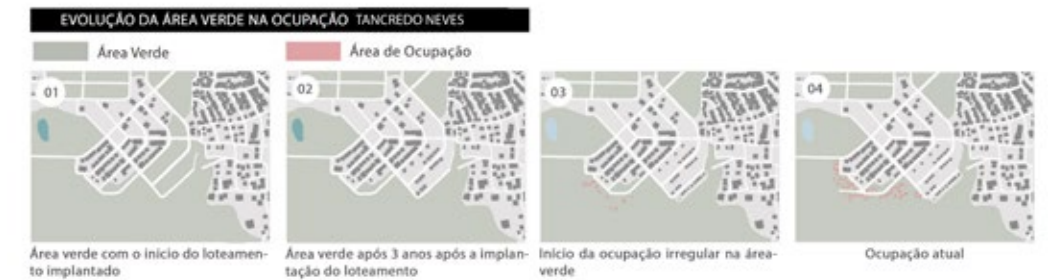 EVOLUÇÃO DA ÁREA VERDE NA OCUPAÇÃO TANCREDO NEVES
Área Verde
Área de Ocupação
01
02
03
04
Área verde com o início do loteamen-
to implantado
Área verde após 3 anos após a implan-
tação do loteamento
Início da ocupação irregular na área-
verde
Ocupação atual